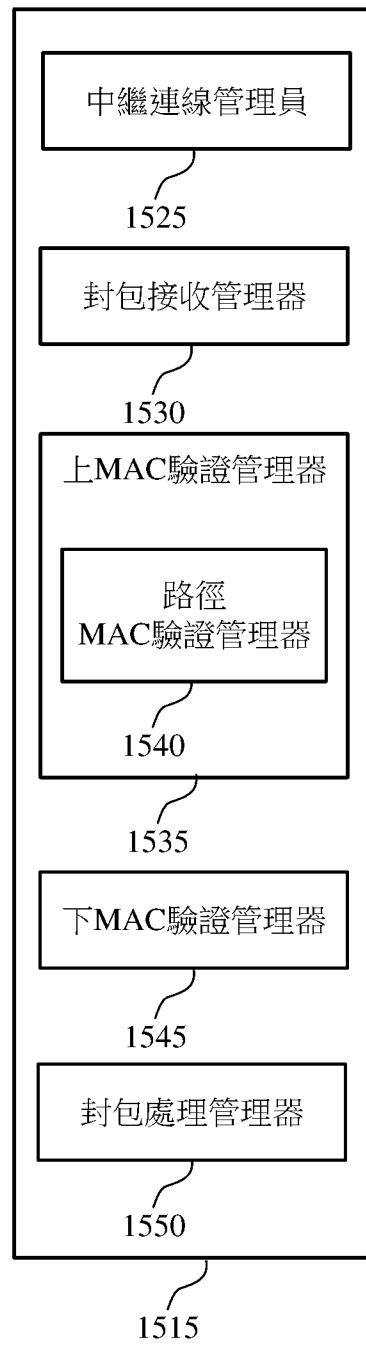 中繼連線管理員
1525
封包接收管理器
1530
上MAC驗證管理器
路徑
MAC驗證管理器
1540
1535
下MAC驗證管理器
1545
封包處理管理器
1550
1515